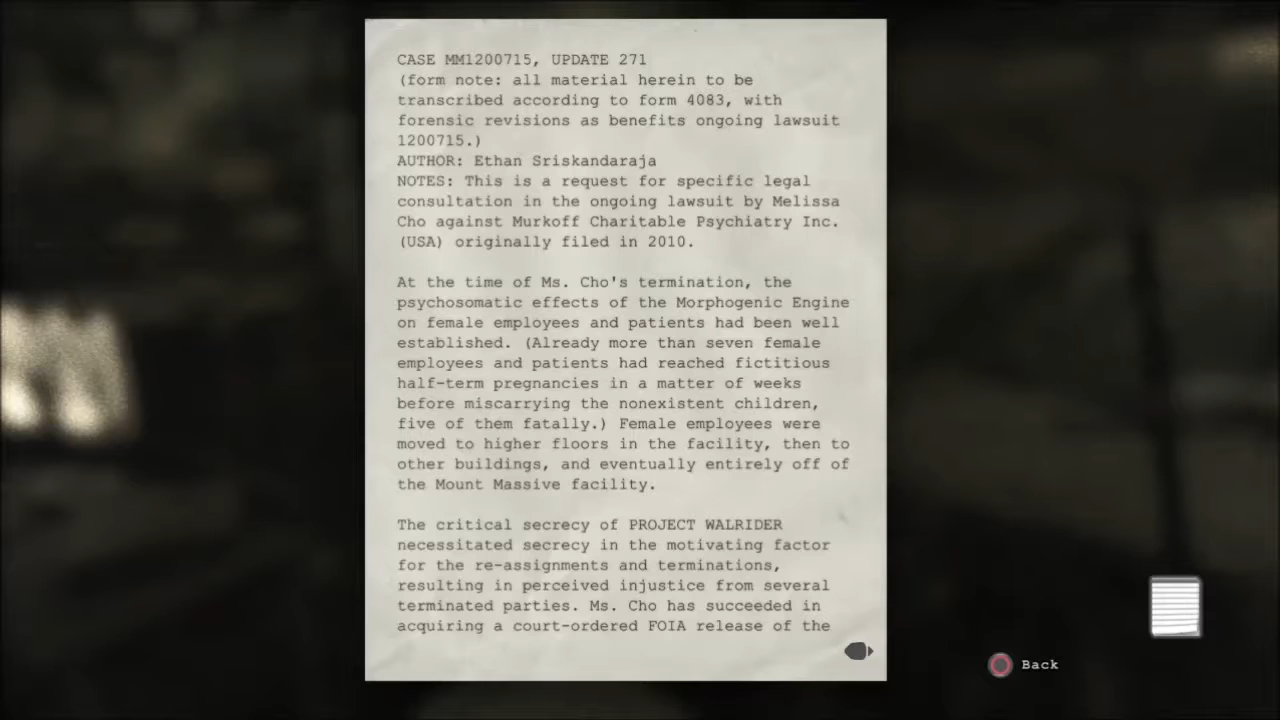 CASE MM1200715, UPDATE 271
(form note: all material herein to be
transcribed according to form 4083, with
forensic revisions as benefits ongoing lawsuit
1200715.)
AUTHOR: Ethan Sriskandaraja
NOTES: This is a request for specific legal
consultation in the ongoing lawsuit by Melissa
Cho against Murkoff Charitable Psychiatry Inc.
(USA) originally filed in 2010.
At the time of Ms. Cho's termination, the
psychosomatic effects of the Morphogenic Engine
on female employees and patients had been well
established. (Already more than seven female
employees and patients had reached fictitious
half-term pregnancies in a matter of weeks
before miscarrying the nonexistent children,
five of them fatally.) Female employees were
moved to higher floors in the facility, then to
other buildings, and eventually entirely off of
the Mount Massive facility.
The critical secrecy of PROJECT WALRIDER
necessitated secrecy in the motivating factor
for the re-assignments and terminations,
resulting in perceived injustice from several
terminated parties. Ms. Cho has succeeded in
acquiring a court-ordered FOIA release of the
Back